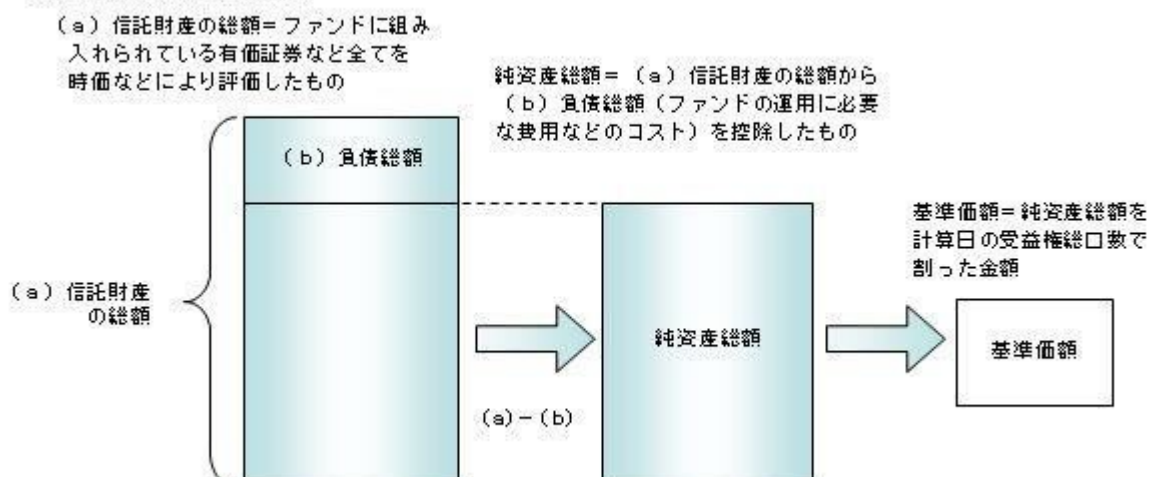 (a)信託財産の総額=ファンドに組み
入れられている有価証券など全てを
時価などにより評価したもの
純資産総額=(a)信託財産の総額から
(b)負債総額(ファンドの運用に必要
な費用などのコスト)を控除したもの
(b)負債総額
基準価額=純資産総額を
計算日の受益権総口数で
割った金額
(a)信託財産
の総額
純資産総額
基準価額
(a)-(b)